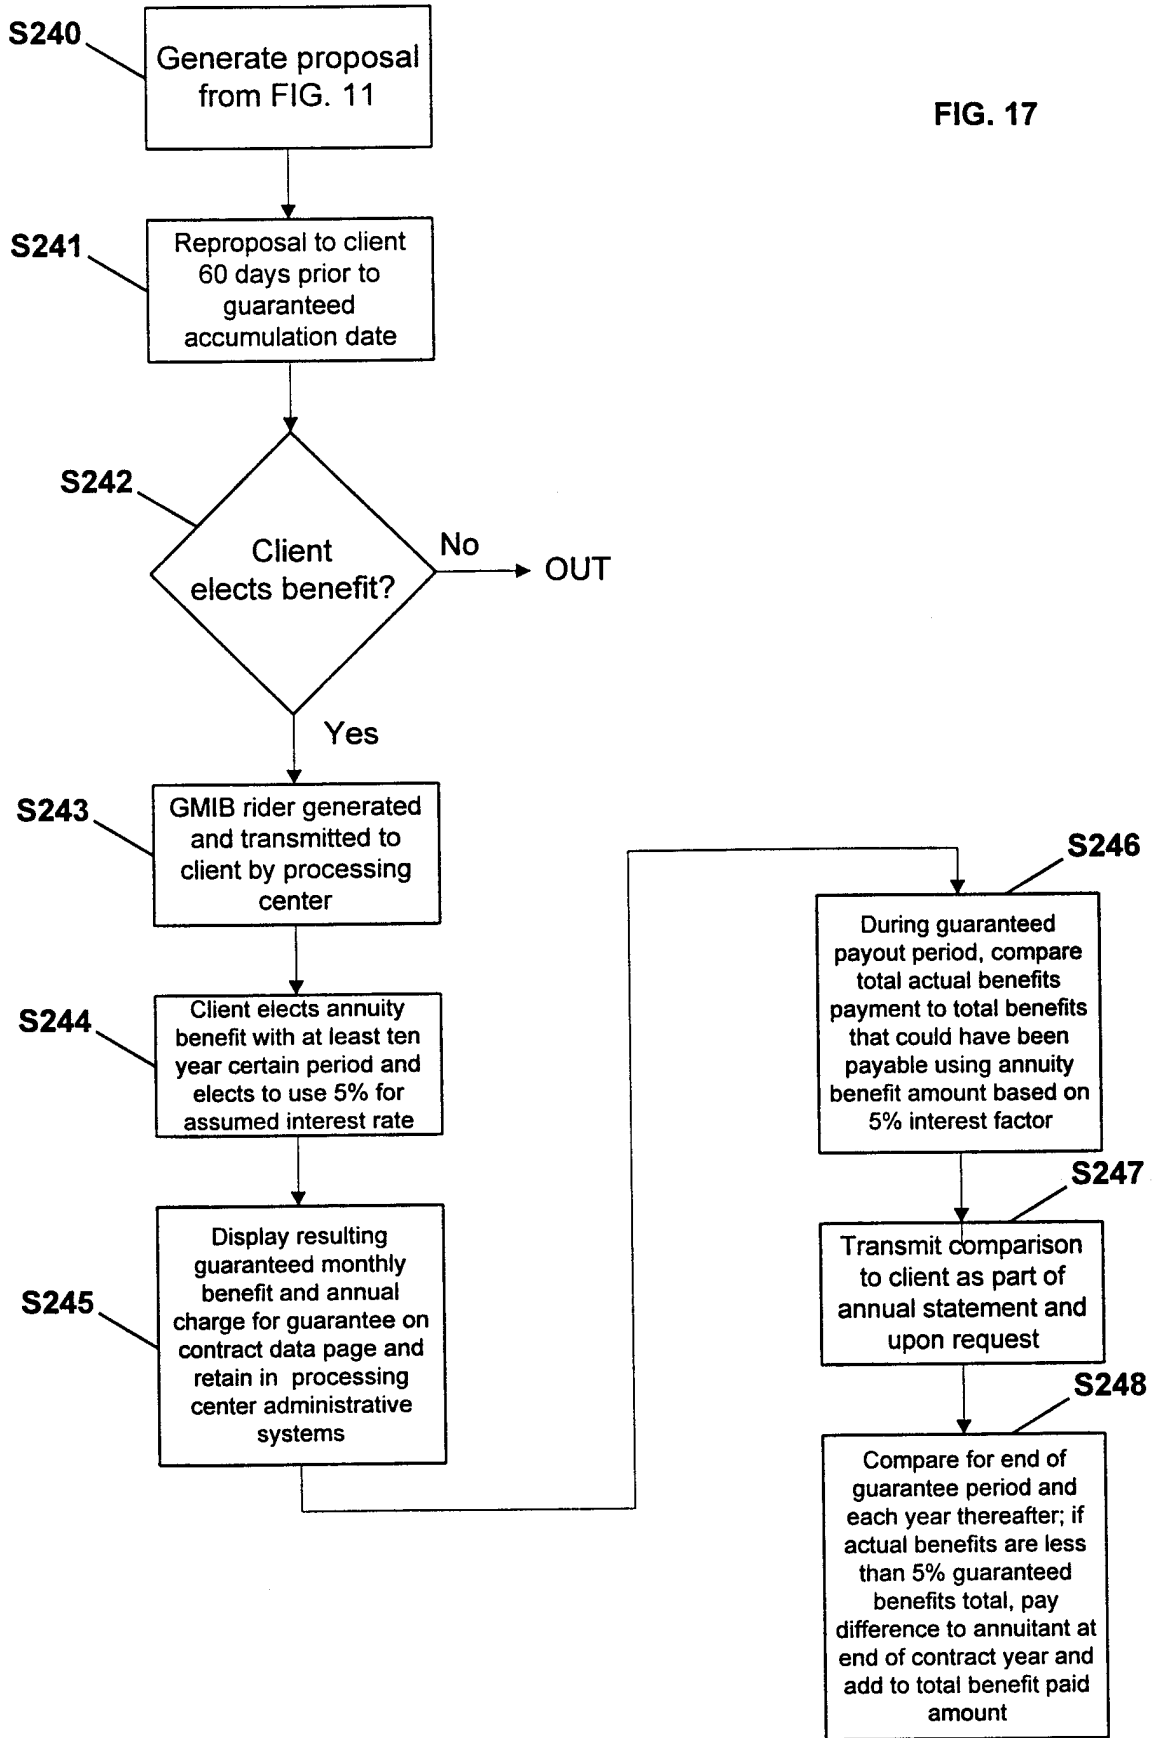 S240
Generate proposal
from FIG. 11
FIG. 17
S241
Reproposal to client
60 days prior to
guaranteed
accumulation date
S242
Client
elects benefit?
No
OUT
Yes
S243
GMIB rider generated
and transmitted to
client by processing
center
S244
Client elects annuity
benefit with at least ten
year certain period and
elects to use 5% for
assumed interest rate
S245
Display resulting
guaranteed monthly
benefit and annual
charge for guarantee on
contract data page and
retain in processing
center administrative
systems
S246
During guaranteed
payout period, compare
total actual benefits
payment to total benefits
that could have been
payable using annuity
benefit amount based on
5% interest factor
S247
Transmit comparison
to client as part of
annual statement and
upon request
S248
Compare for end of
guarantee period and
each year thereafter; if
actual benefits are less
than 5% guaranteed
benefits total, pay
difference to annuitant at
end of contract year and
add to total benefit paid
amount